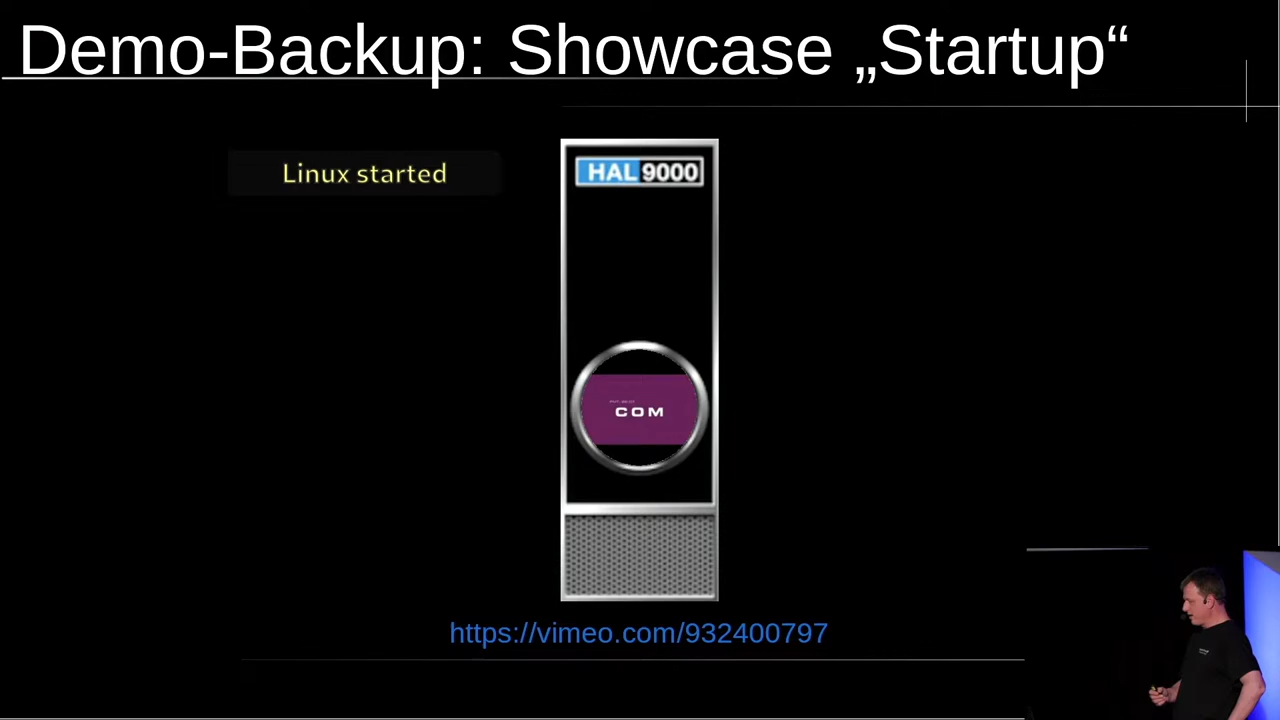 Demo-Backup: Showcase „Startup“
Linux started
HAL 9000
COM
https://vimeo.com/932400797